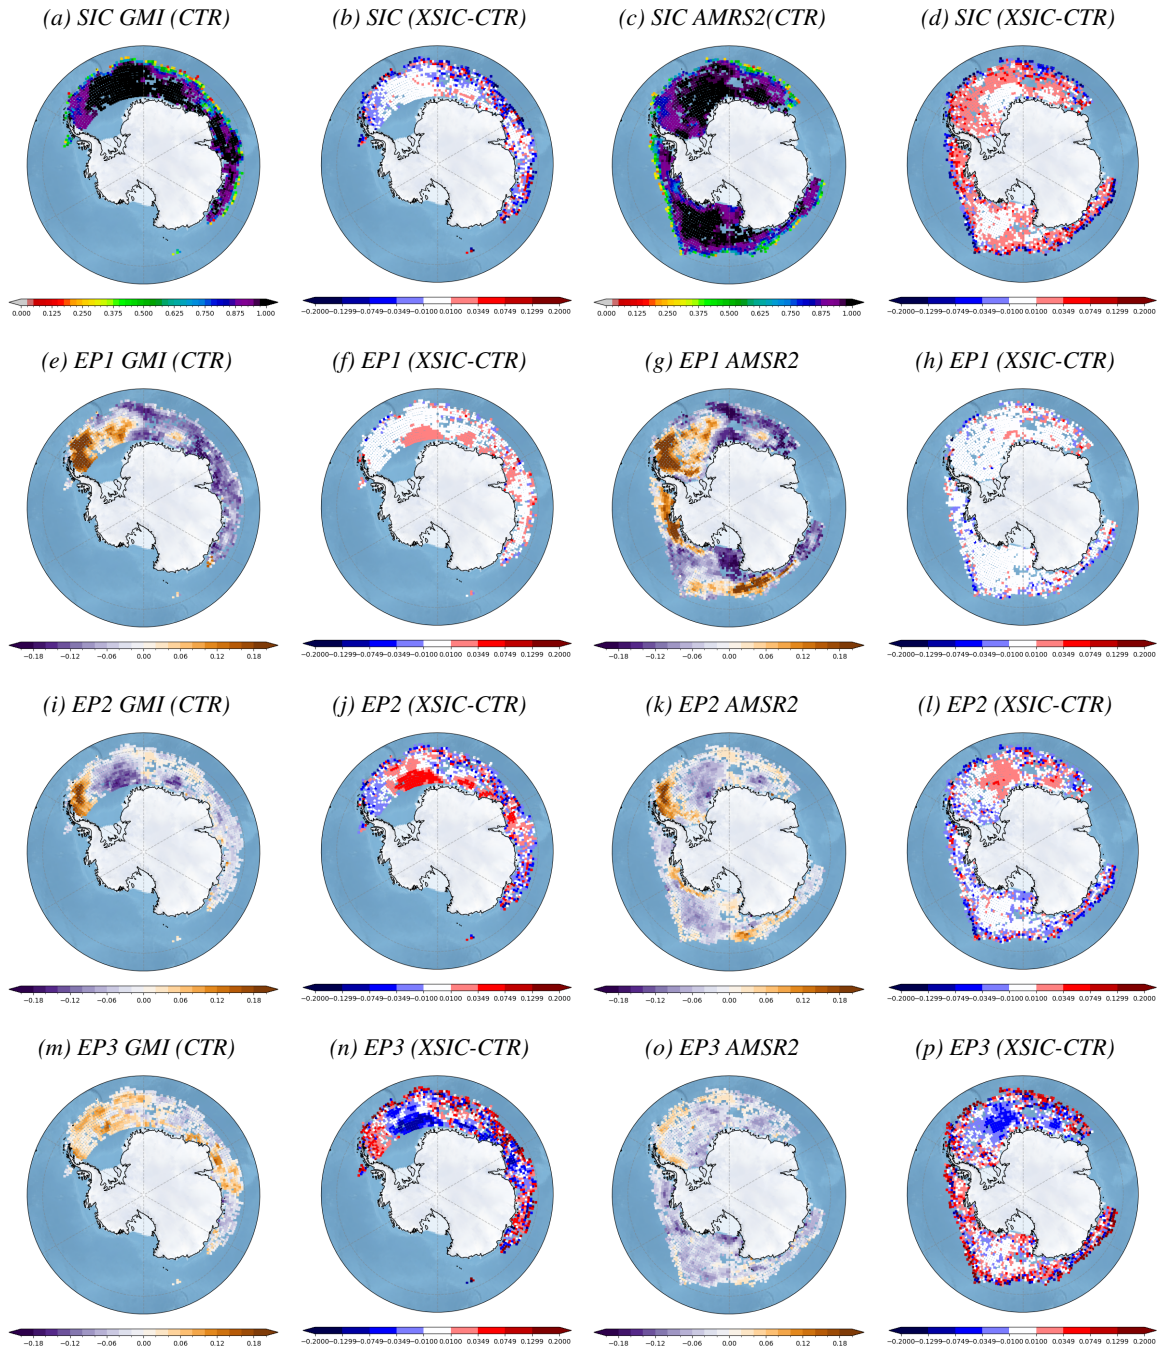 (a) SIC GMI (CTR) (b) SIC (XSIC-CTR) (c) SIC AMRS2(CTR) (d) SIC (XSIC-CTR)
0.000 0.125 0.250 0.375 0.500 0.625 0.750 0.875 1.000 −0.2000 −0.1299 −0.0749 −0.0349 −0.0100 0.0100 0.0349 0.0749 0.1299 0.2000 0.000 0.125 0.250 0.375 0.500 0.625 0.750 0.875 1.000 −0.2000 −0.1299 −0.0749 −0.0349 −0.0100 0.0100 0.0349 0.0749 0.1299 0.2000
(e) EP1 GMI (CTR) (f) EP1 (XSIC-CTR) (g) EP1 AMSR2 (h) EP1 (XSIC-CTR)
−0.18 −0.12 −0.06 0.00 0.06 0.12 0.18 −0.2000 −0.1299 −0.0749 −0.0349 −0.0100 0.0100 0.0349 0.0749 0.1299 0.2000 −0.18 −0.12 −0.06 0.00 0.06 0.12 0.18 −0.2000 −0.1299 −0.0749 −0.0349 −0.0100 0.0100 0.0349 0.0749 0.1299 0.2000
(i) EP2 GMI (CTR) (j) EP2 (XSIC-CTR) (k) EP2 AMSR2 (l) EP2 (XSIC-CTR)
−0.18 −0.12 −0.06 0.00 0.06 0.12 0.18 −0.2000 −0.1299 −0.0749 −0.0349 −0.0100 0.0100 0.0349 0.0749 0.1299 0.2000 −0.18 −0.12 −0.06 0.00 0.06 0.12 0.18 −0.2000 −0.1299 −0.0749 −0.0349 −0.0100 0.0100 0.0349 0.0749 0.1299 0.2000
(m) EP3 GMI (CTR) (n) EP3 (XSIC-CTR) (o) EP3 AMSR2 (p) EP3 (XSIC-CTR)
−0.18 −0.12 −0.06 0.00 0.06 0.12 0.18 −0.2000 −0.1299 −0.0749 −0.0349 −0.0100 0.0100 0.0349 0.0749 0.1299 0.2000 −0.18 −0.12 −0.06 0.00 0.06 0.12 0.18 −0.2000 −0.1299 −0.0749 −0.0349 −0.0100 0.0100 0.0349 0.0749 0.1299 0.2000